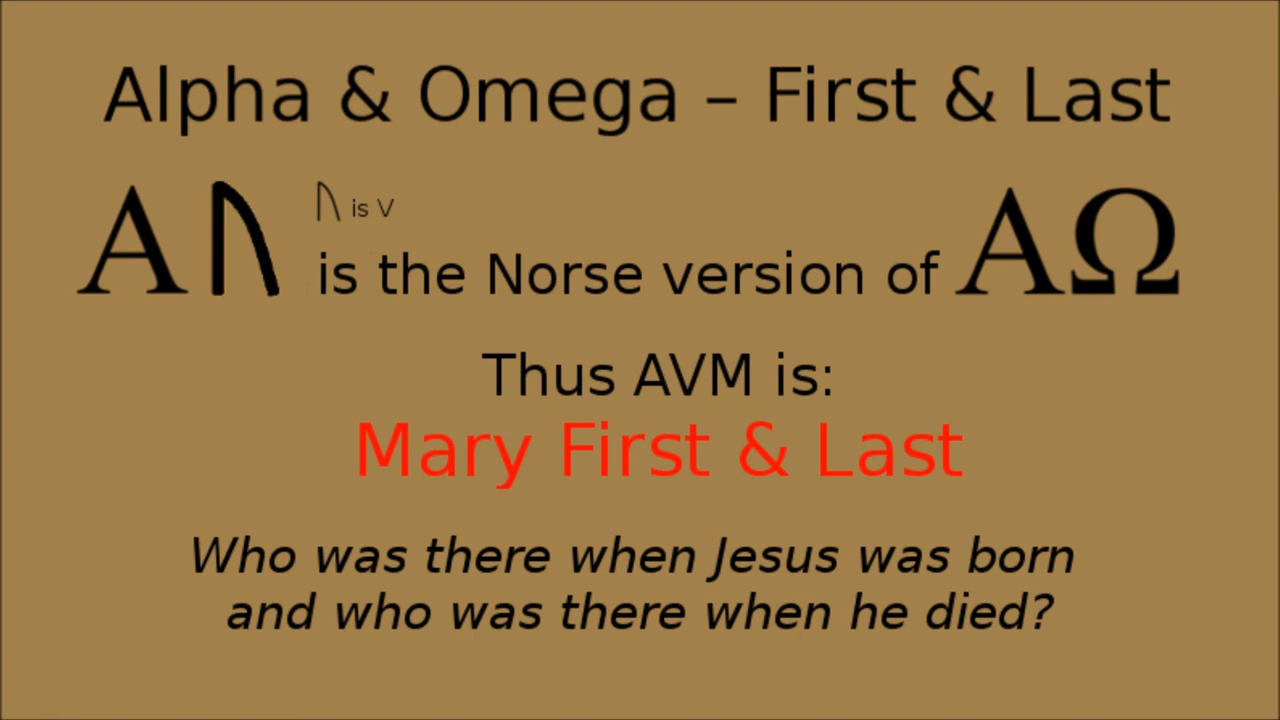 Alpha & Omega – First & Last
Aᚢ ᚢ is V
is the Norse version of ΑΩ
Thus AVM is:
Mary First & Last
Who was there when Jesus was born
and who was there when he died?